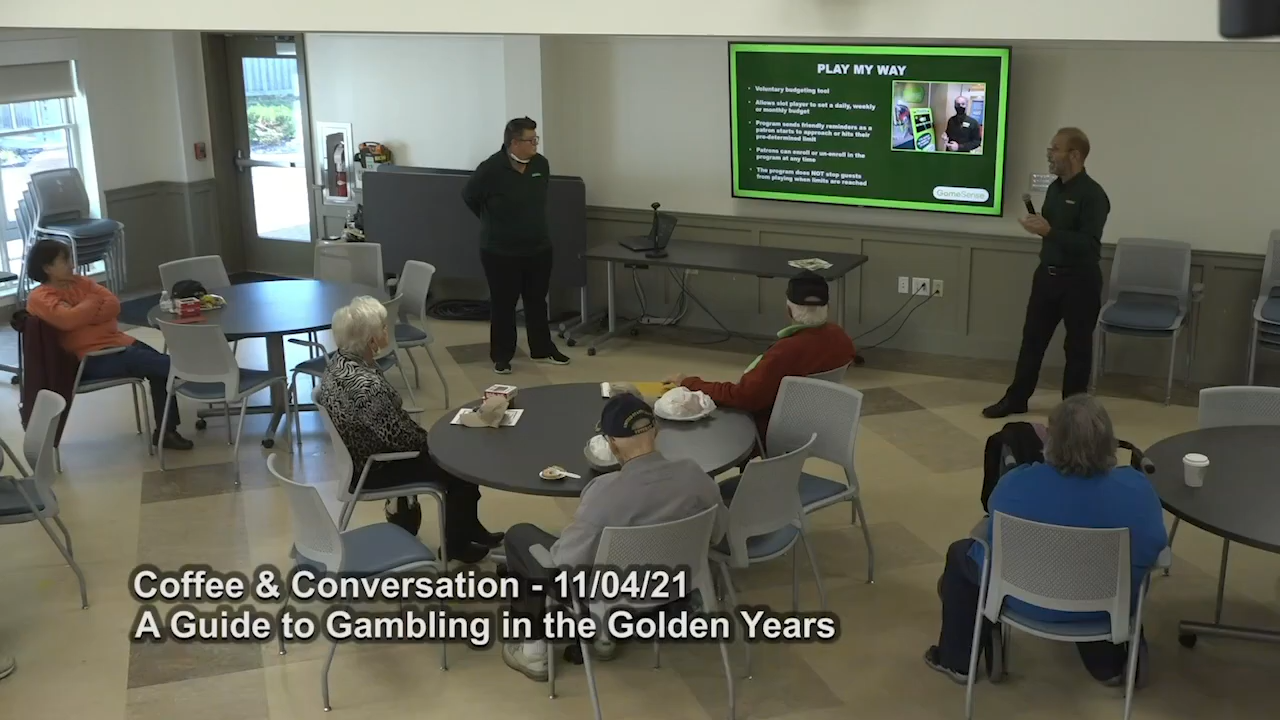 PLAY MY WAY
• Voluntary budgeting tool
• Allows slot player to set a daily, weekly
or monthly budget
• Program sends friendly reminders as a
patron starts to approach or hits their
pre-determined limit
• Patrons can enroll or un-enroll in the
program at any time
• The program does NOT stop guests
from playing when limits are reached
GameSense
Coffee & Conversation - 11/04/21
A Guide to Gambling in the Golden Years